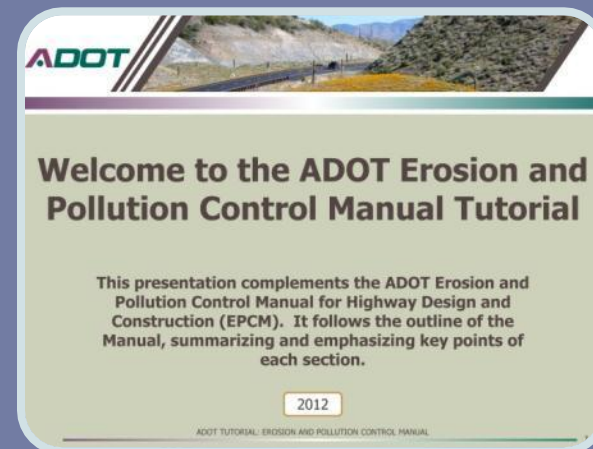 ADOT
Welcome to the ADOT Erosion and
Pollution Control Manual Tutorial
This presentation complements the ADOT Erosion and
Pollution Control Manual for Highway Design and
Construction (EPCM). It follows the outline of the
Manual, summarizing and emphasizing key points of
each section.
2012
ADOT TUTORIAL: EROSION AND POLLUTION CONTROL MANUAL